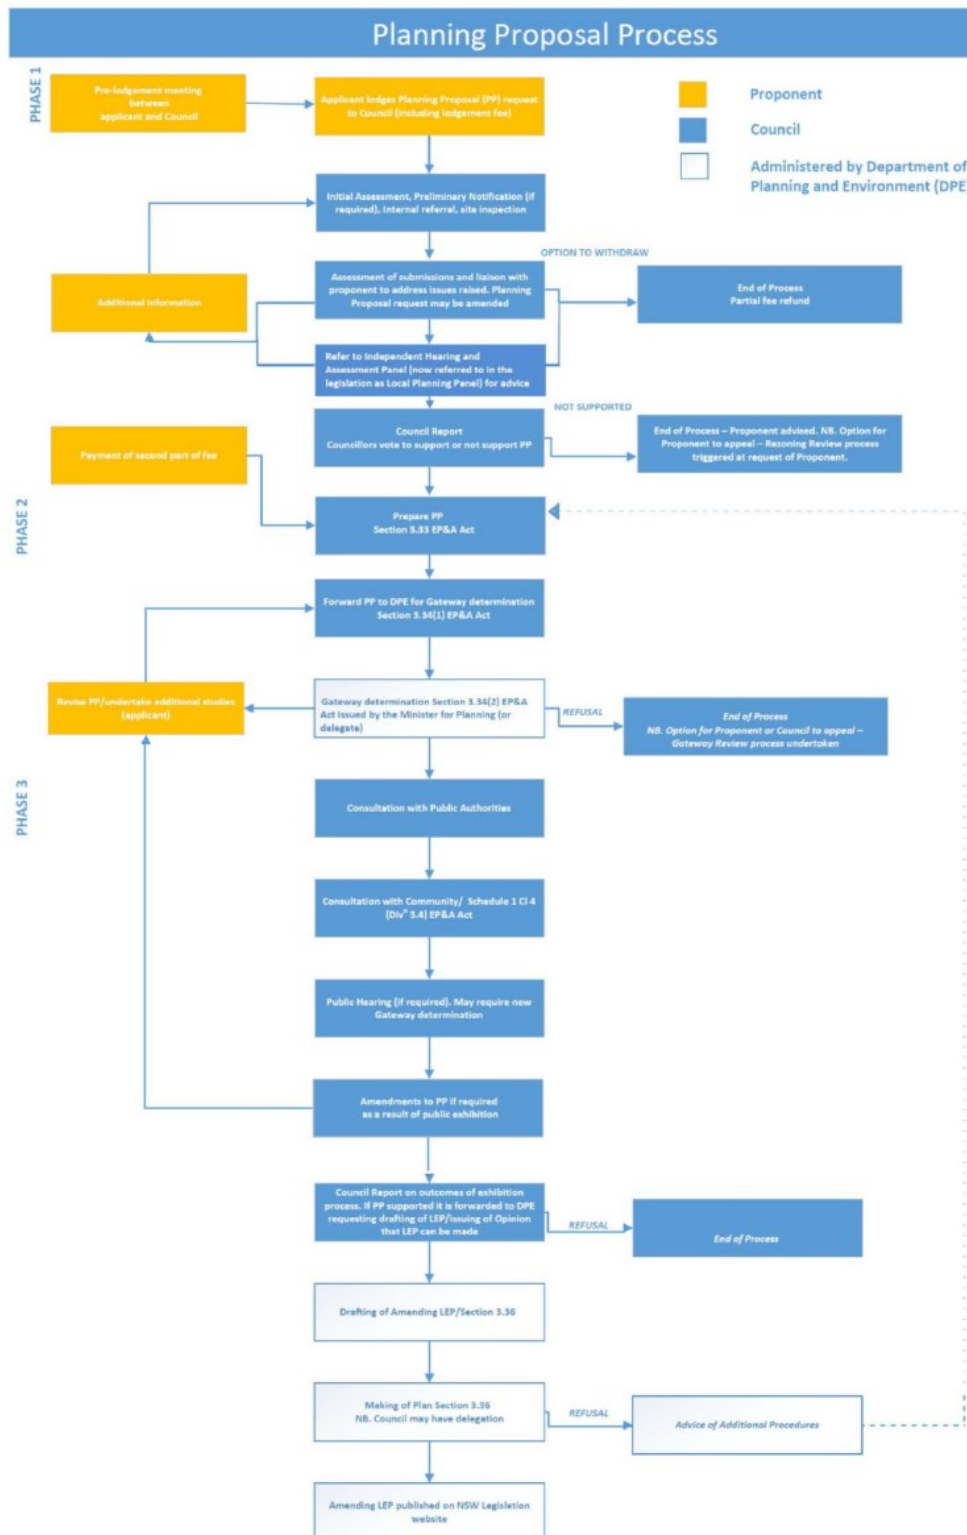 Planning Proposal Process
PHASE 1
Pre-lodgement meeting
between
applicant and Council
Applicant lodges Planning Proposal (PP) request
to Council (including lodgement fee)
Proponent
Council
Administered by Department of
Planning and Environment (DPE)
Initial Assessment, Preliminary Notification (if
required), Internal referral, site inspection
OPTION TO WITHDRAW
Additional information
Assessment of submissions and liaison with
proponent to address issues raised. Planning
Proposal request may be amended
End of Process
Partial fee refund
Refer to Independent Hearing and
Assessment Panel (now referred to in the
legislation as Local Planning Panel) for advice
NOT SUPPORTED
Council Report
Councillors vote to support or not support PP
End of Process – Proponent advised. NB. Option for
Proponent to appeal – Rezoning Review process
triggered at request of Proponent.
Payment of second part of fee
PHASE 2
Prepare PP
Section 3.33 EP&A Act
Forward PP to DPE for Gateway determination
Section 3.34(1) EP&A Act
Revise PP/undertake additional studies
(applicant)
Gateway determination Section 3.34(2) EP&A
Act issued by the Minister for Planning (or
delegate)
REFUSAL
End of Process
NB. Option for Proponent or Council to appeal –
Gateway Review process undertaken
PHASE 3
Consultation with Public Authorities
Consultation with Community/ Schedule 1 Cl 4
(Divⁿ 3.4) EP&A Act
Public Hearing (if required). May require new
Gateway determination
Amendments to PP if required
as a result of public exhibition
Council Report on outcomes of exhibition
process. If PP supported it is forwarded to DPE
requesting drafting of LEP/issuing of Opinion
that LEP can be made
REFUSAL
End of Process
Drafting of Amending LEP/Section 3.36
Making of Plan Section 3.36
NB. Council may have delegation
REFUSAL
Advice of Additional Procedures
Amending LEP published on NSW Legislation
website